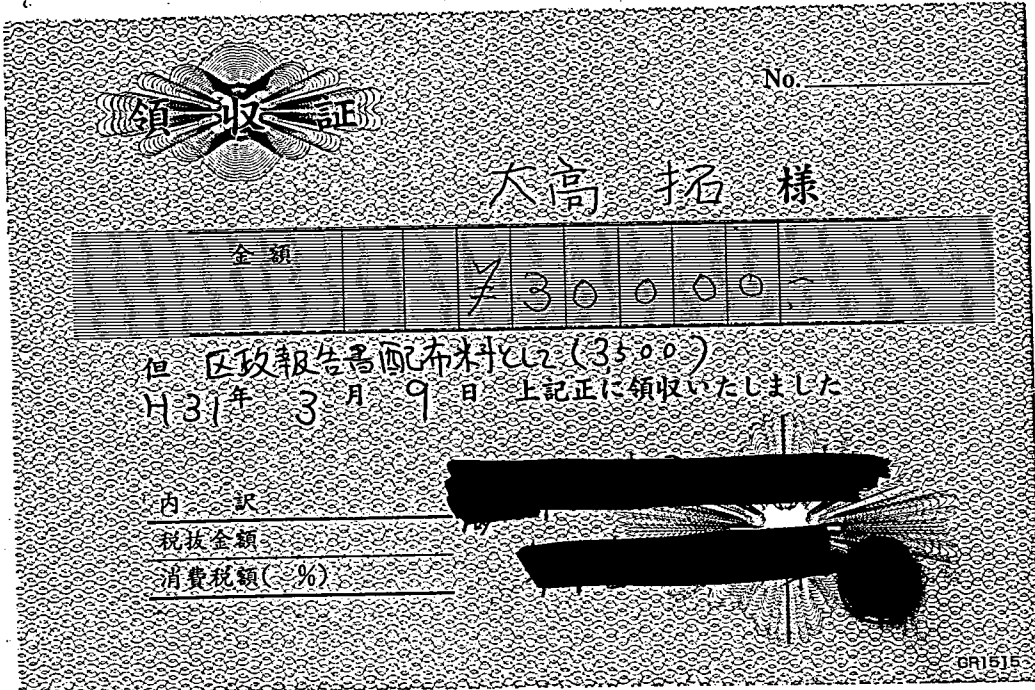 領収証
No.
大高 拓 様
金額
¥30000-
但 区政報告書配布料として(3,500)
H31年 3月 9日 上記正に領収いたしました
内 訳
税抜金額
消費税額( %)
GR1515